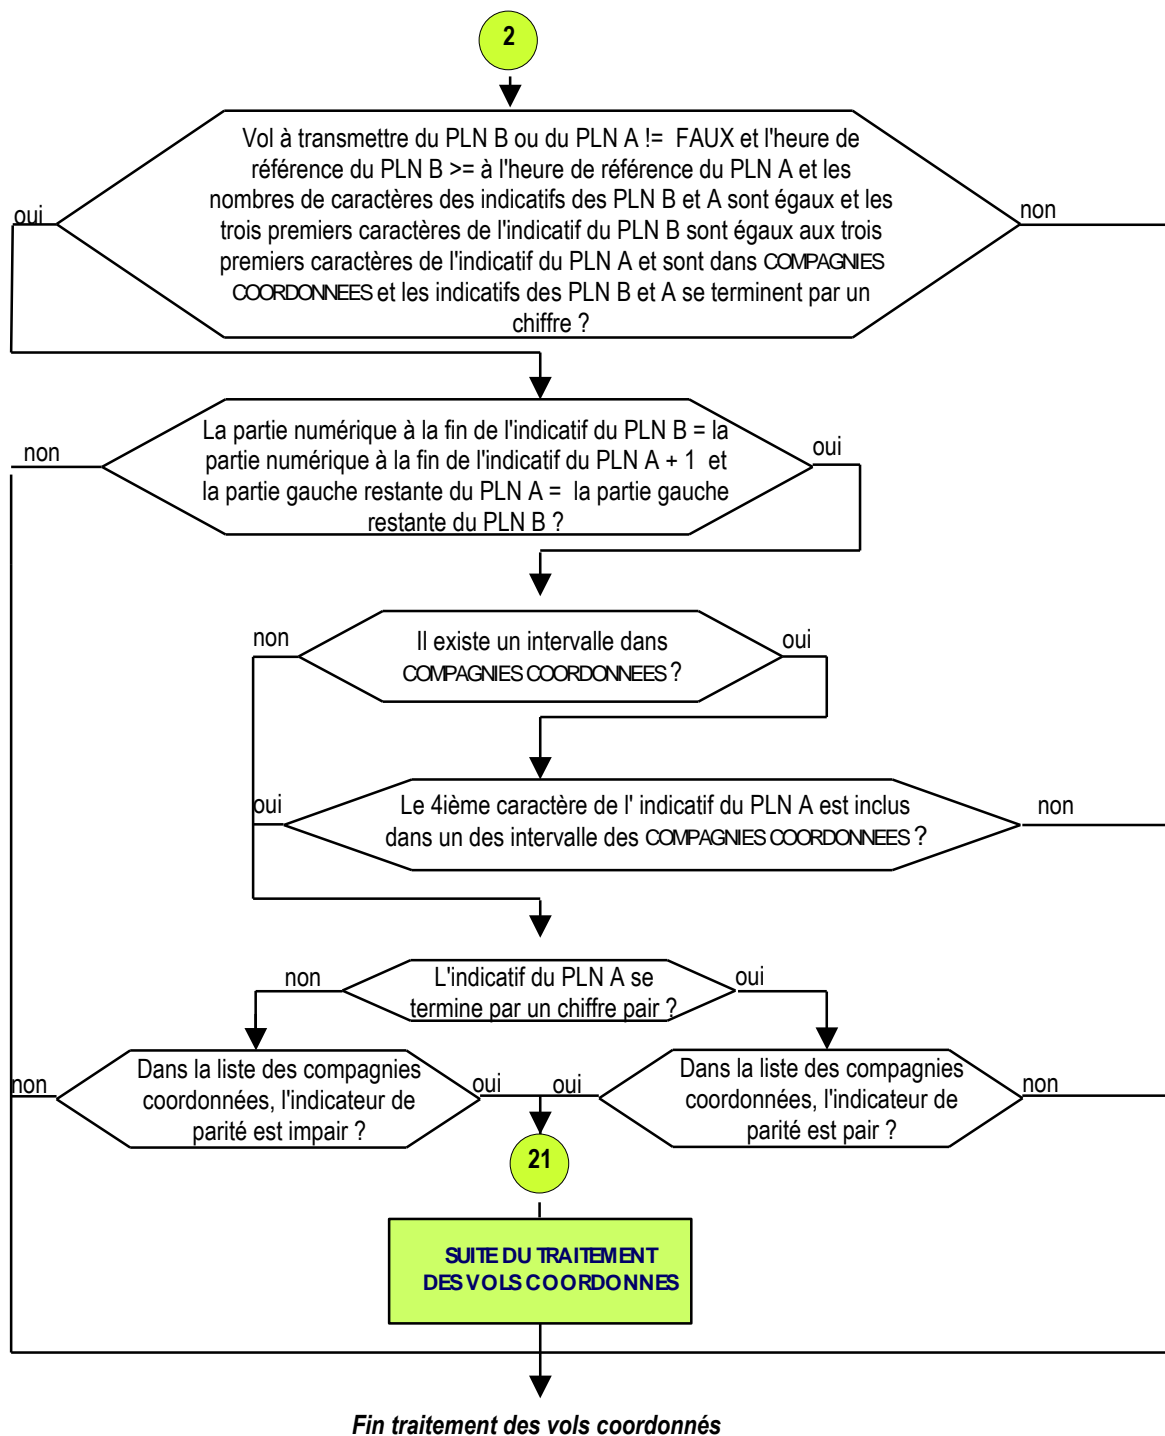 2
Vol à transmettre du PLN B ou du PLN A != FAUX et l'heure de
référence du PLN B >= à l'heure de référence du PLN A et les
nombres de caractères des indicatifs des PLN B et A sont égaux et les
trois premiers caractères de l'indicatif du PLN B sont égaux aux trois
premiers caractères de l'indicatif du PLN A et sont dans COMPAGNIES
COORDONNEES et les indicatifs des PLN B et A se terminent par un
chiffre ?
oui
non
La partie numérique à la fin de l'indicatif du PLN B = la
partie numérique à la fin de l'indicatif du PLN A + 1 et
la partie gauche restante du PLN A = la partie gauche
restante du PLN B ?
non
oui
Il existe un intervalle dans
COMPAGNIES COORDONNEES ?
non
oui
Le 4ième caractère de l' indicatif du PLN A est inclus
dans un des intervalle des COMPAGNIES COORDONNEES ?
oui
non
L'indicatif du PLN A se
termine par un chiffre pair ?
non
oui
Dans la liste des compagnies
coordonnées, l'indicateur de
parité est impair ?
non
oui
Dans la liste des compagnies
coordonnées, l'indicateur de
parité est pair ?
oui
non
21
SUITE DU TRAITEMENT
DES VOLS COORDONNES
Fin traitement des vols coordonnés